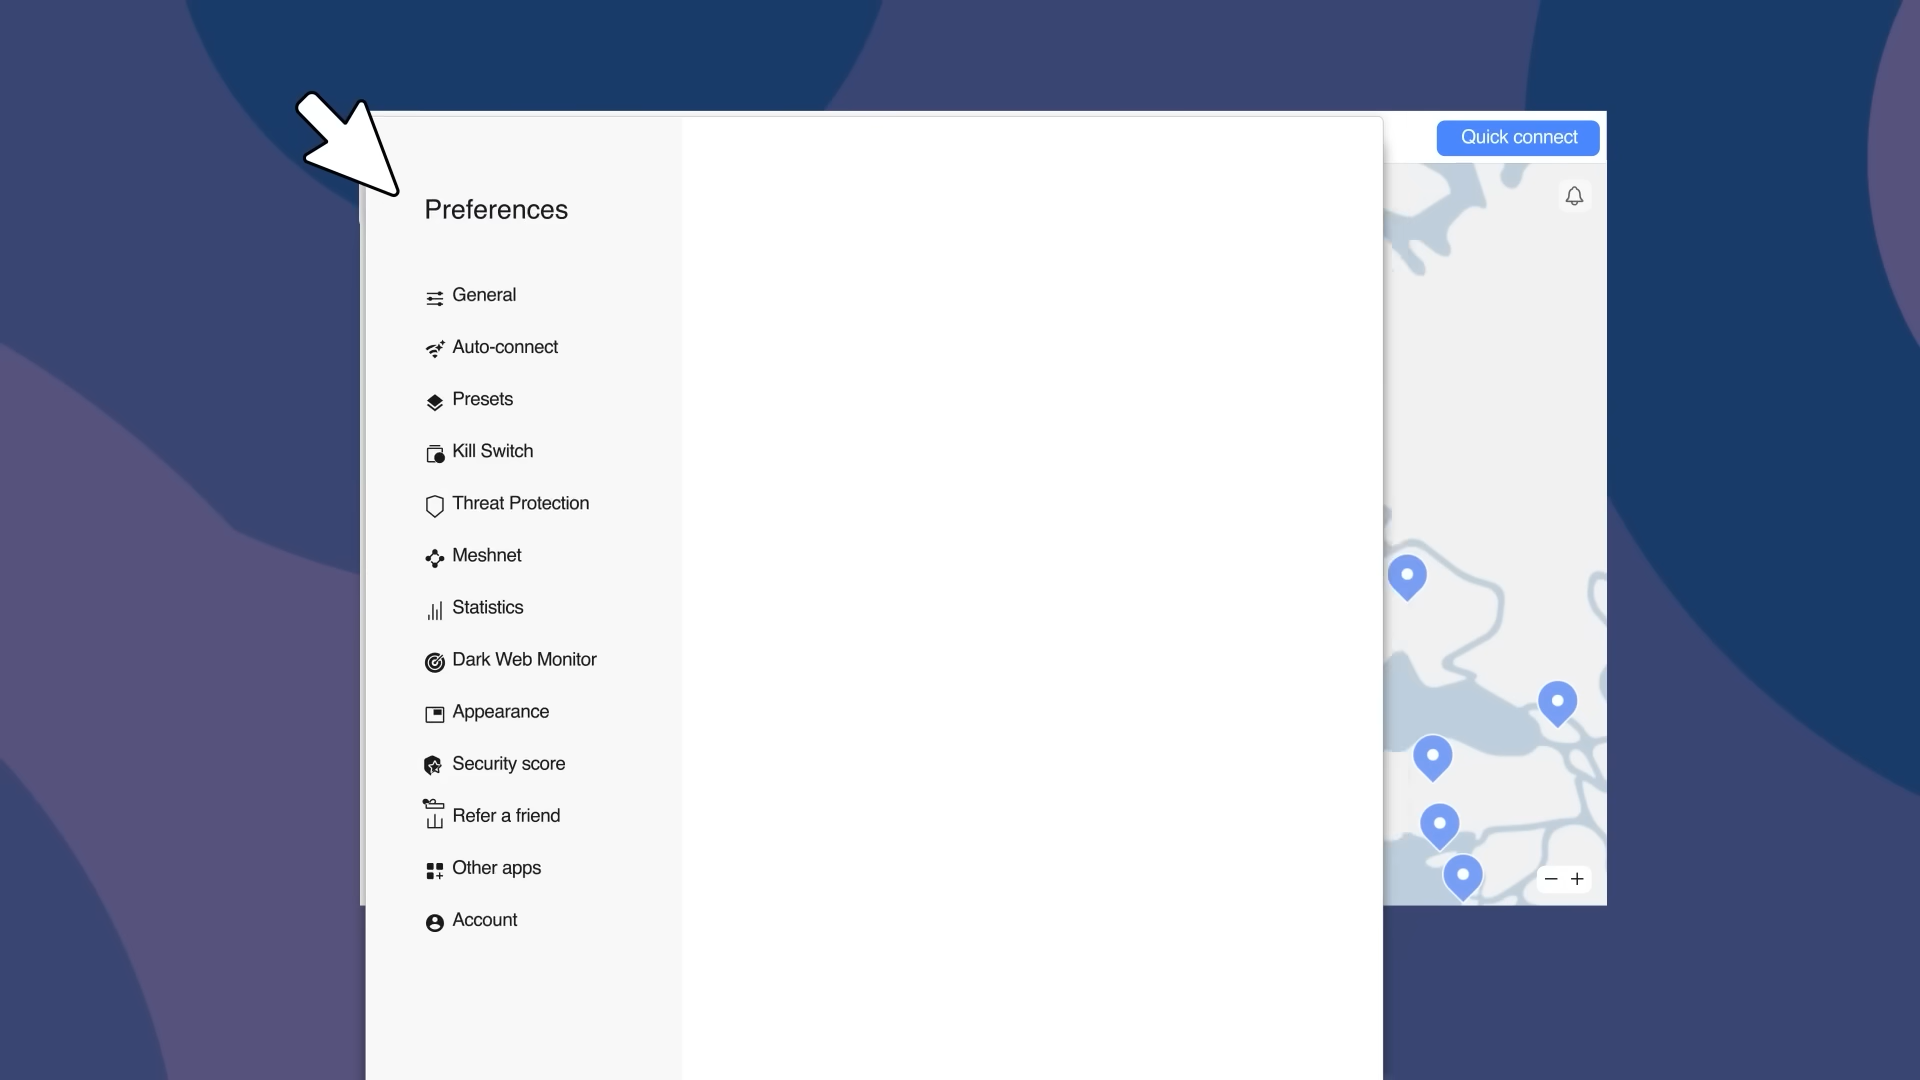 Quick connect
Preferences
General
Auto-connect
Presets
Kill Switch
Threat Protection
Meshnet
Statistics
Dark Web Monitor
Appearance
Security score
Refer a friend
Other apps
Account